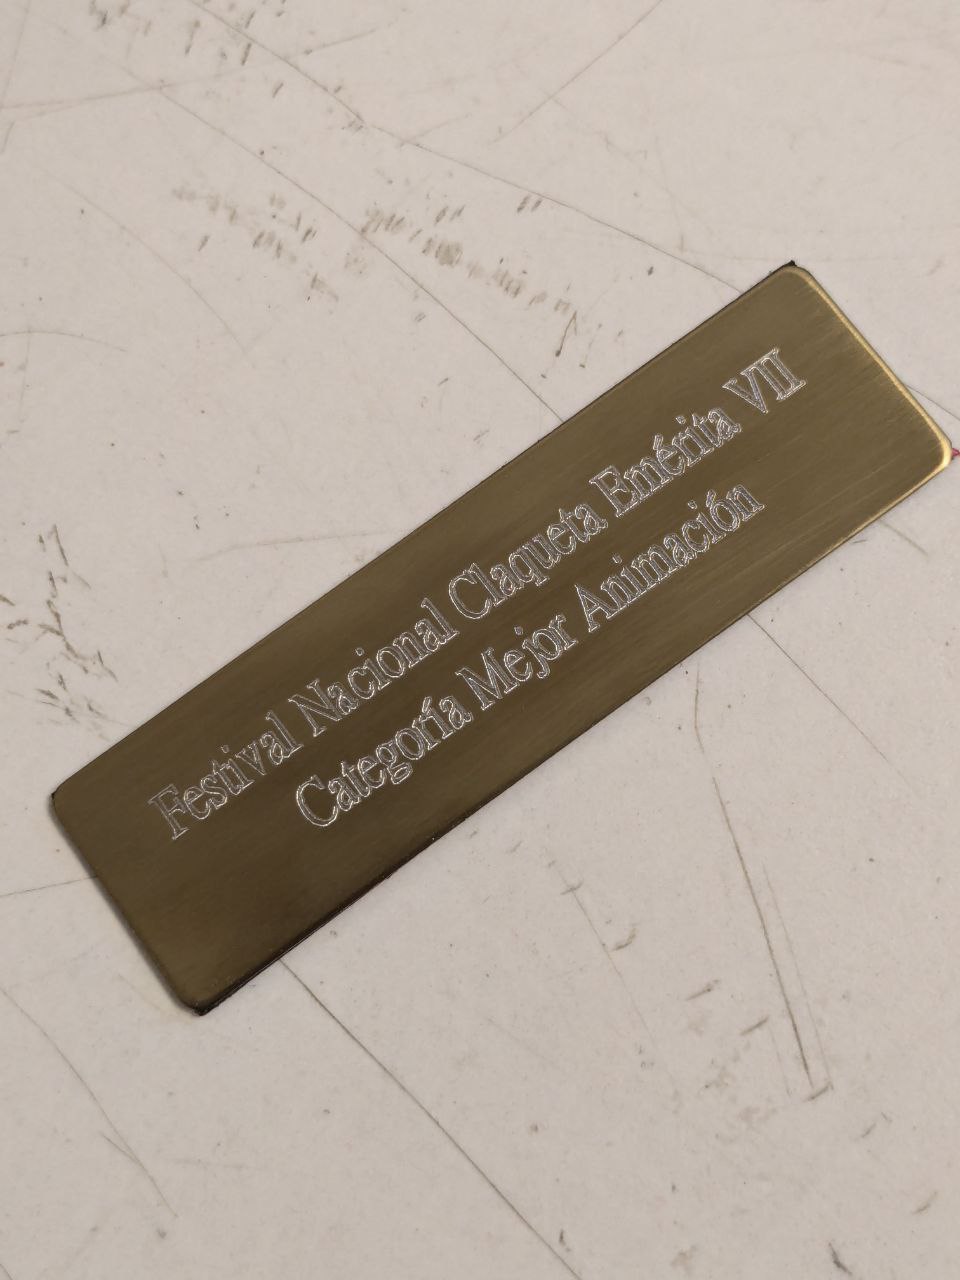 Festival Nacional Claqueta Emérita VII
Categoría Mejor Animación